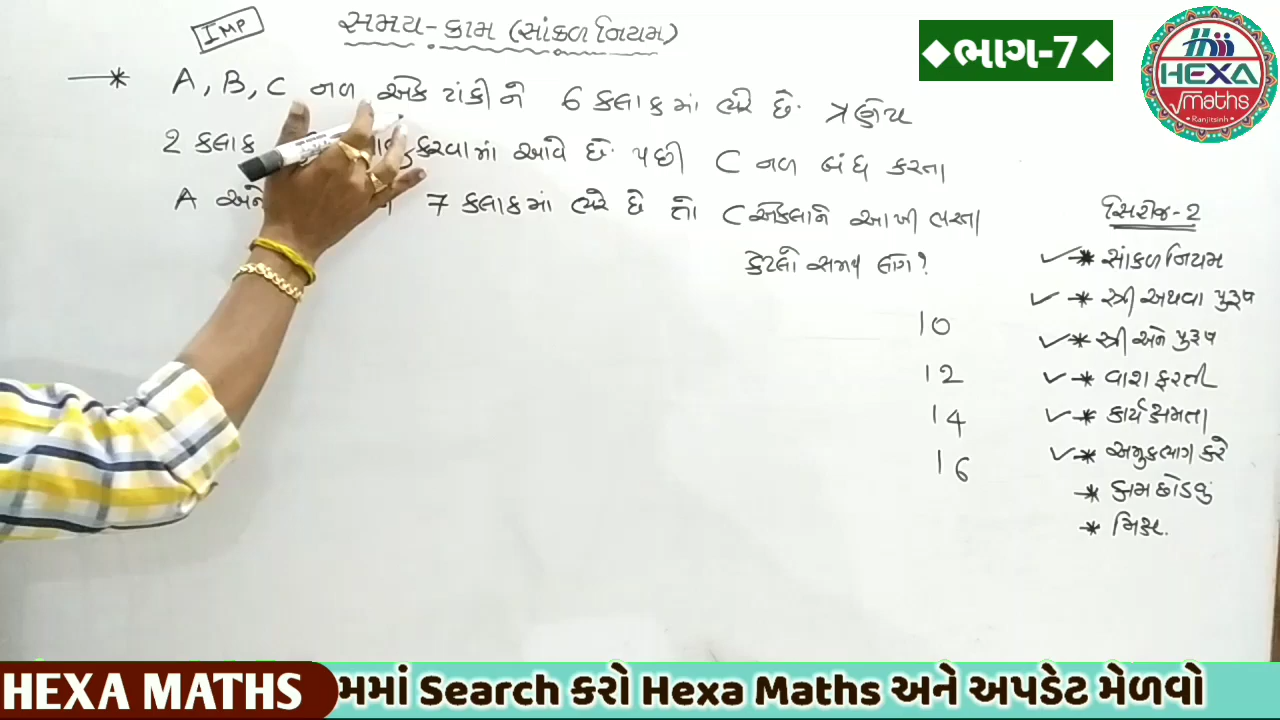 IMP
સમય - કામ (સાંકળ નિયમ)
* A, B, C નળ એક ટાંકીને 6 કલાકમાં ભરે છે. ત્રણેય
2 કલાક કરવામાં આવે છે. પછી C નળ બંધ કરતા
A અને 7 કલાકમાં ભરે છે તો C એકલાને આખી ભરતા
કેટલો સમય લાગે?
10
12
14
16
◆ભાગ-7◆
HEXA
√maths
Ranjitsinh
સિરીઝ - 2
✓* સાંકળ નિયમ
✓* સ્ત્રી અથવા પુરૂષ
✓* સ્ત્રી અને પુરૂષ
✓* વારાફરતી
✓* કાર્યક્ષમતા
✓* અમુક ભાગ કરે
* કામ છોડવું
* મિક્ષ.
HEXA MATHS મમાં Search કરો Hexa Maths અને અપડેટ મેળવો